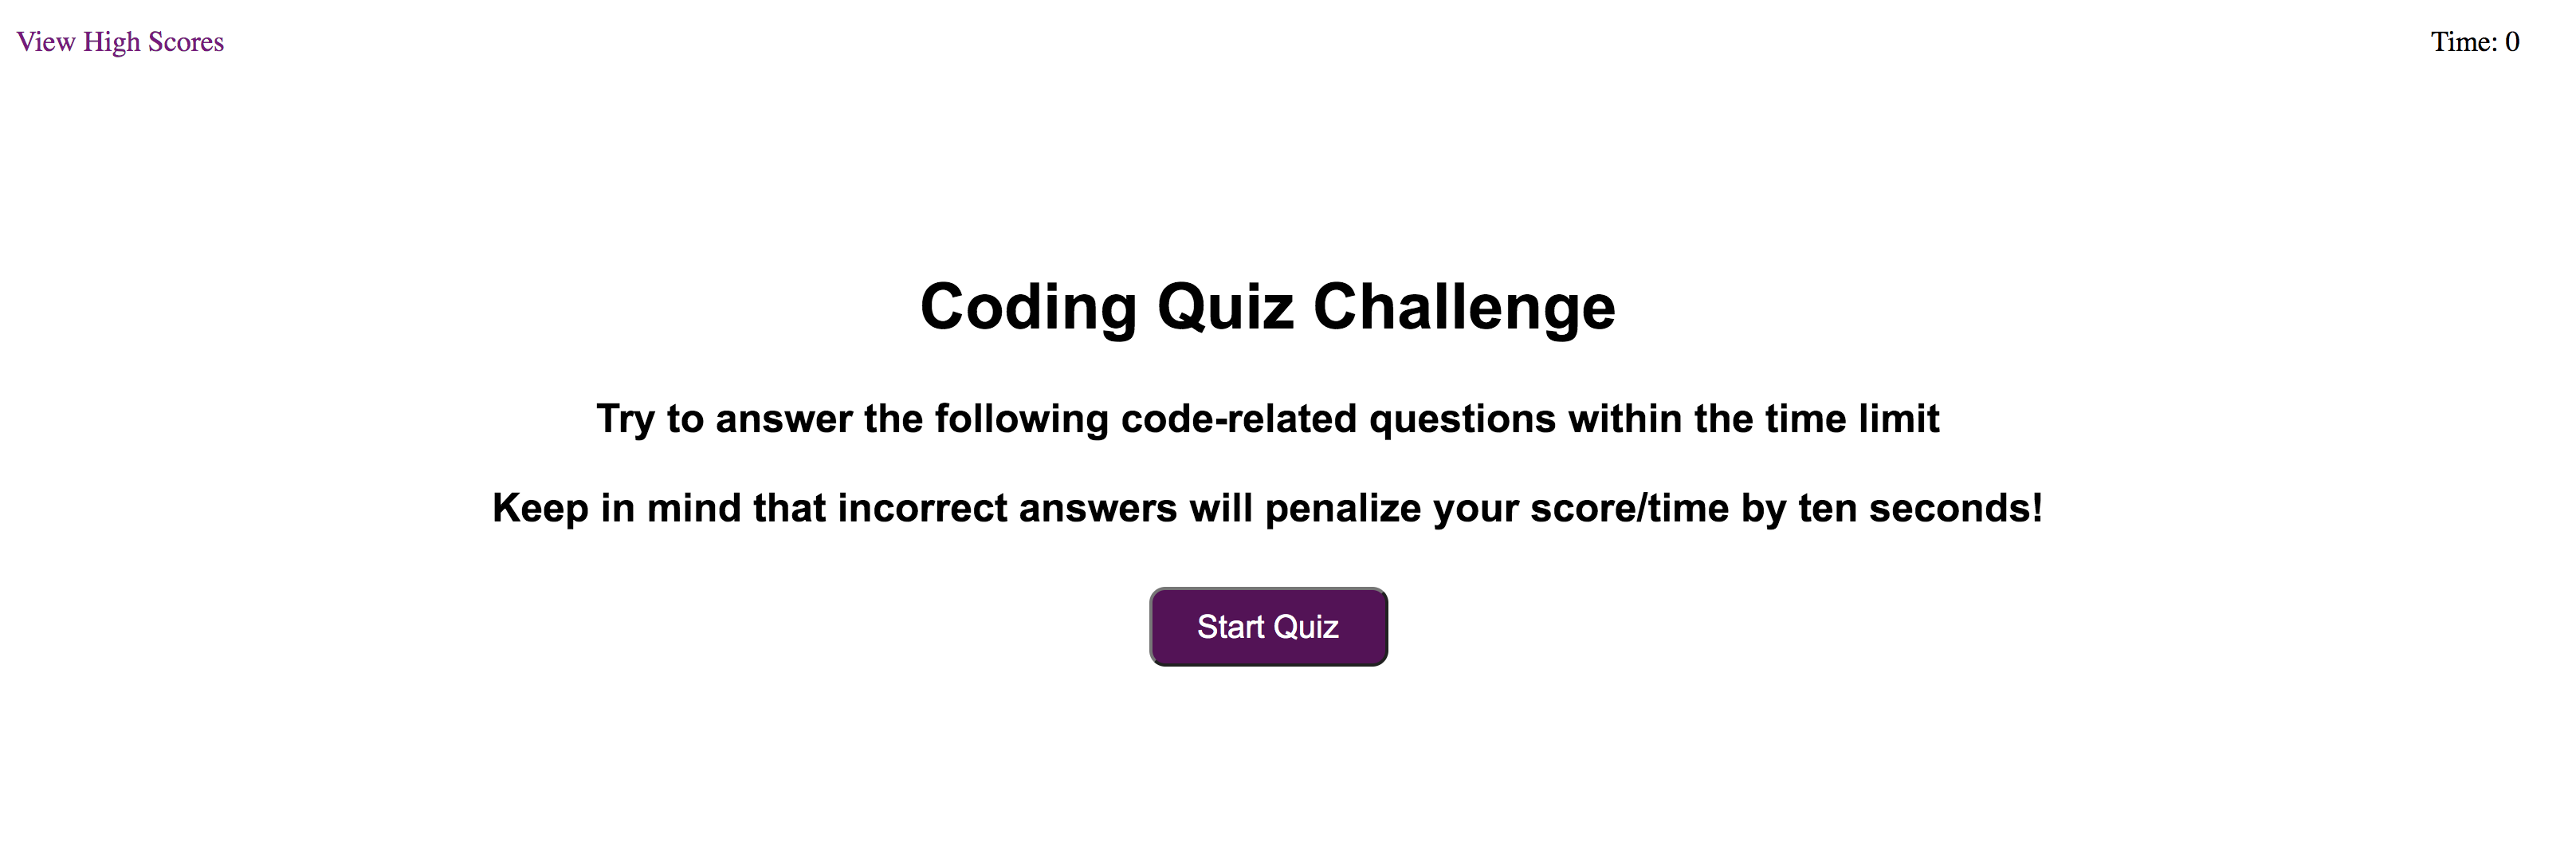 View High Scores
Time: 0
Coding Quiz Challenge
Try to answer the following code-related questions within the time limit
Keep in mind that incorrect answers will penalize your score/time by ten seconds!
Start Quiz